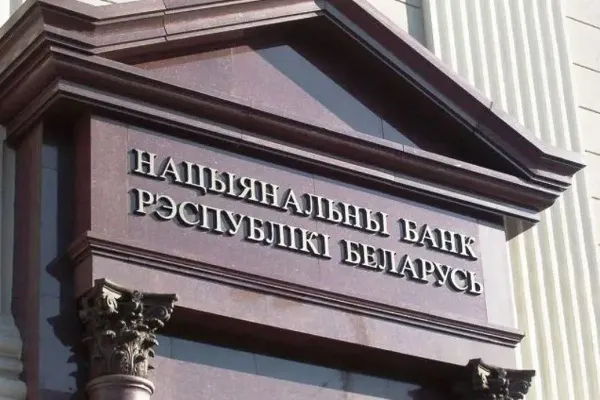 НАЦЫЯНАЛЬНЫ БАНК
РЭСПУБЛІКІ БЕЛАРУСЬ